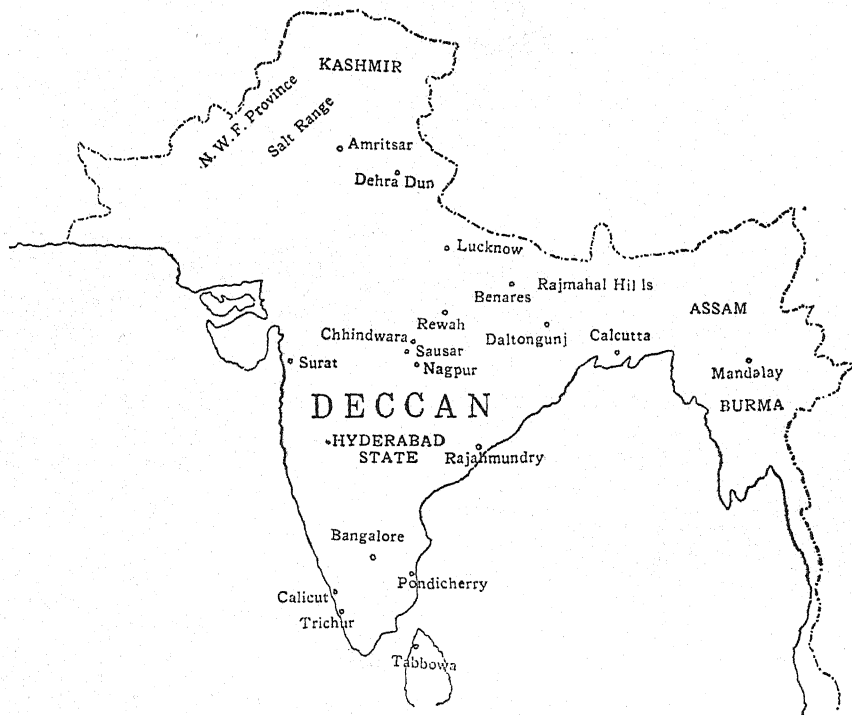 KASHMIR
N. W. F. Province
Salt Range
Amritsar
Dehra Dun
Lucknow
Benares
Rajmahal Hills
ASSAM
Rewah
Daltongunj
Calcutta
Chhindwara
Sausar
Surat
Nagpur
Mandalay
BURMA
DECCAN
HYDERABAD
STATE
Rajahmundry
Bangalore
Pondicherry
Calicut
Trichur
Tabbowa